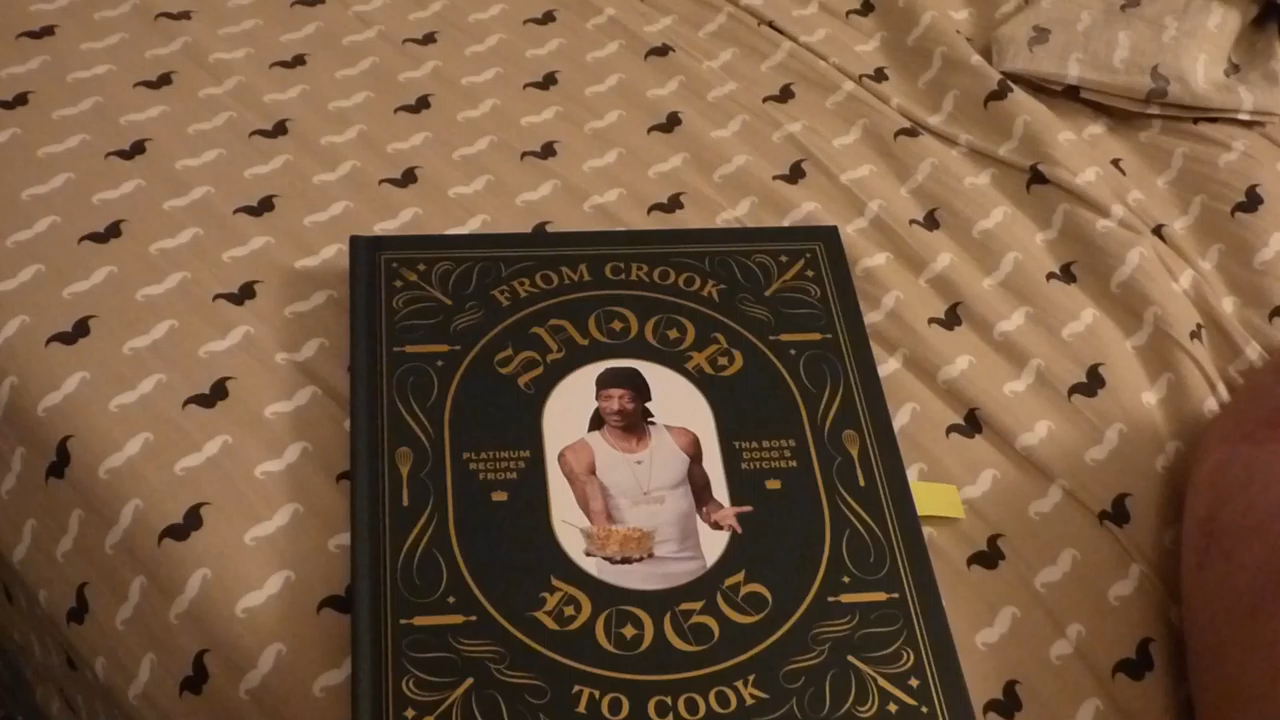 FROM CROOK
SNOOP
PLATINUM
RECIPES
FROM
THA BOSS
DOGG'S
KITCHEN
DOGG
TO COOK